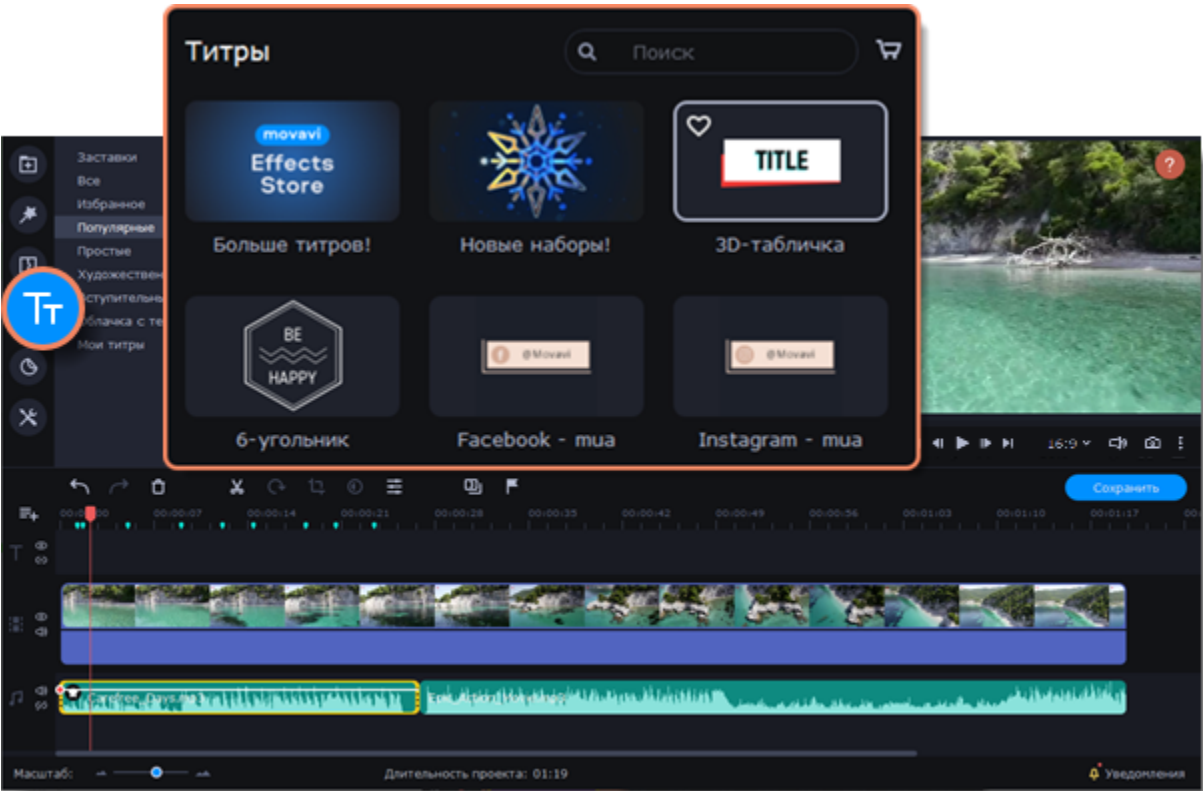 Титры
Поиск
movavi
Effects
Store
TITLE
Больше титров!
Новые наборы!
3D-табличка
BE
HAPPY
@Movavi
@Movavi
6-угольник
Facebook - mua
Instagram - mua
Заставки
Все
Избранное
Популярные
Простые
Мои титры
Тт
?
16:9
Сохранить
00:00:07
00:00:14
00:00:21
00:00:28
00:00:35
00:00:42
00:00:49
00:00:56
00:01:03
00:01:10
00:01:17
T
Carefree_Days.mp3
Масштаб:
Длительность проекта: 01:19
Уведомления